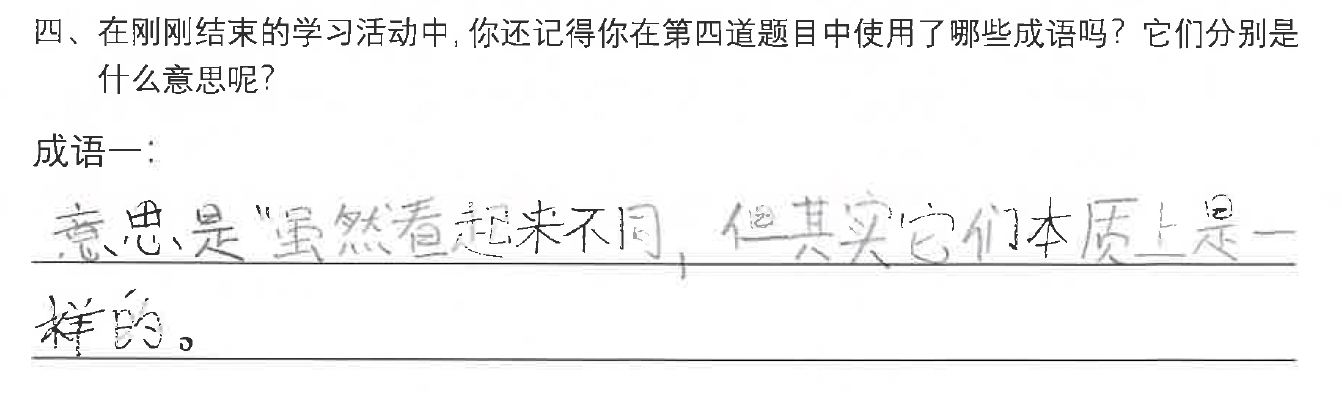 四、在刚刚结束的学习活动中，你还记得你在第四道题目中使用了哪些成语吗？它们分别是
什么意思呢？
成语一：
意思是“虽然看起来不同，但其实它们本质上是一
样的。